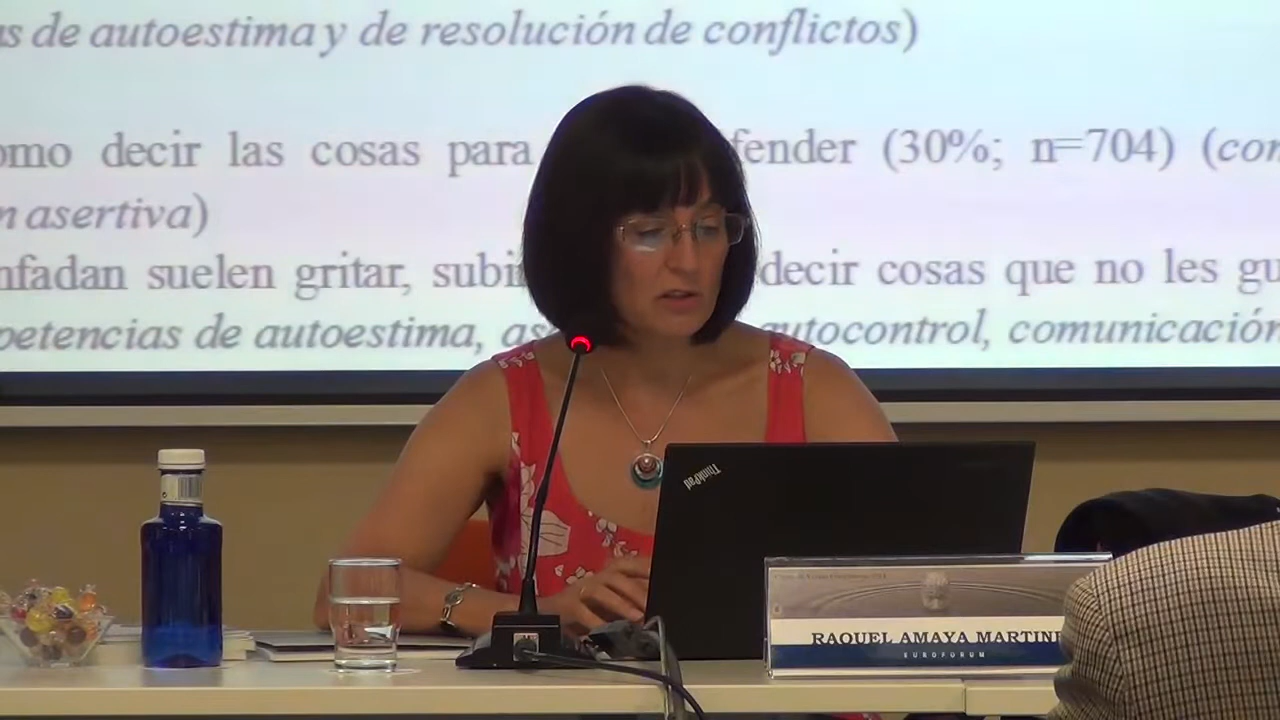 s de autoestima y de resolución de conflictos)
omo decir las cosas para fender (30%; n=704) (con
n asertiva)
nfadan suelen gritar, subi decir cosas que no les gu
petencias de autoestima, as autocontrol, comunicación
ThinkPad
RAQUEL AMAYA MARTINE
EUROFORUM